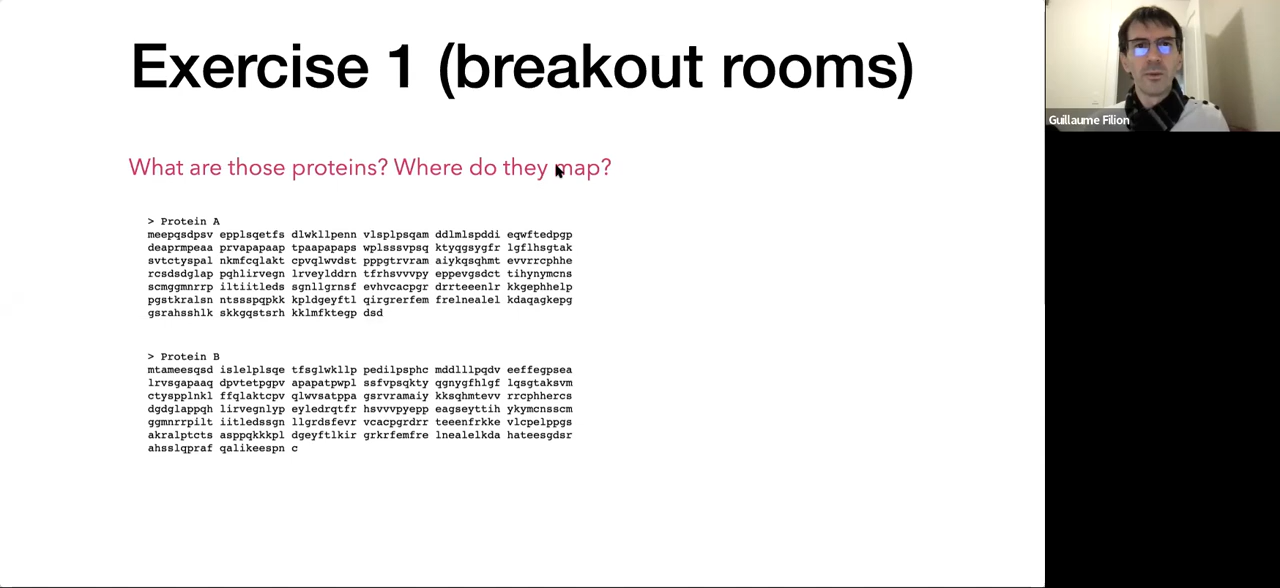 Exercise 1 (breakout rooms)
Guillaume Filion
What are those proteins? Where do they map?
> Protein A
meepqsdpsv epplsqetfs dlwkllpenn vlsplpsqam ddlmlspddi eqwftedpgp
deaprmpeaa prvapapaap tpaapapaps wplsssvpsq ktyqgsygfr lgflhsgtak
svtctyspal nkmfcqlakt cpvqlwvdst pppgtrvram aiykqsqhmt evvrrcphhe
rcsdsdglap pqhlirvegn lrveylddrn tfrhsvvvpy eppevgsdct tihynymcns
scmggmnrrp iltiitleds sgnllgrnsf evhvcacpgr drrteeenlr kkgephhelp
pgstkralsn ntssspqpkk kpldgeyftl qirgrerfem frelnealel kdaqagkepg
gsrahsshlk skkgqstsrh kklmfktegp dsd
> Protein B
mtameesqsd islelplsqe tfsglwkllp pedilpsphc mddlllpqdv eeffegpsea
lrvsgapaaq dpvtetpgpv apapatpwpl ssfvpsqkty qgnygfhlgf lqsgtaksvm
ctyspplnkl ffqlaktcpv qlwvsatppa gsrvramaiy kksqhmtevv rrcphhercs
dgdglappqh lirvegnlyp eyledrqtfr hsvvvpyepp eagseyttih ykymcnsscm
ggmnrrpilt iitledssgn llgrdsfevr vcacpgrdrr teeenfrkke vlcpelppgs
akralptcts asppqkkkpl dgeyftlkir grkrfemfre lnealelkda hateesgdsr
ahsslqpraf qalikeespn c